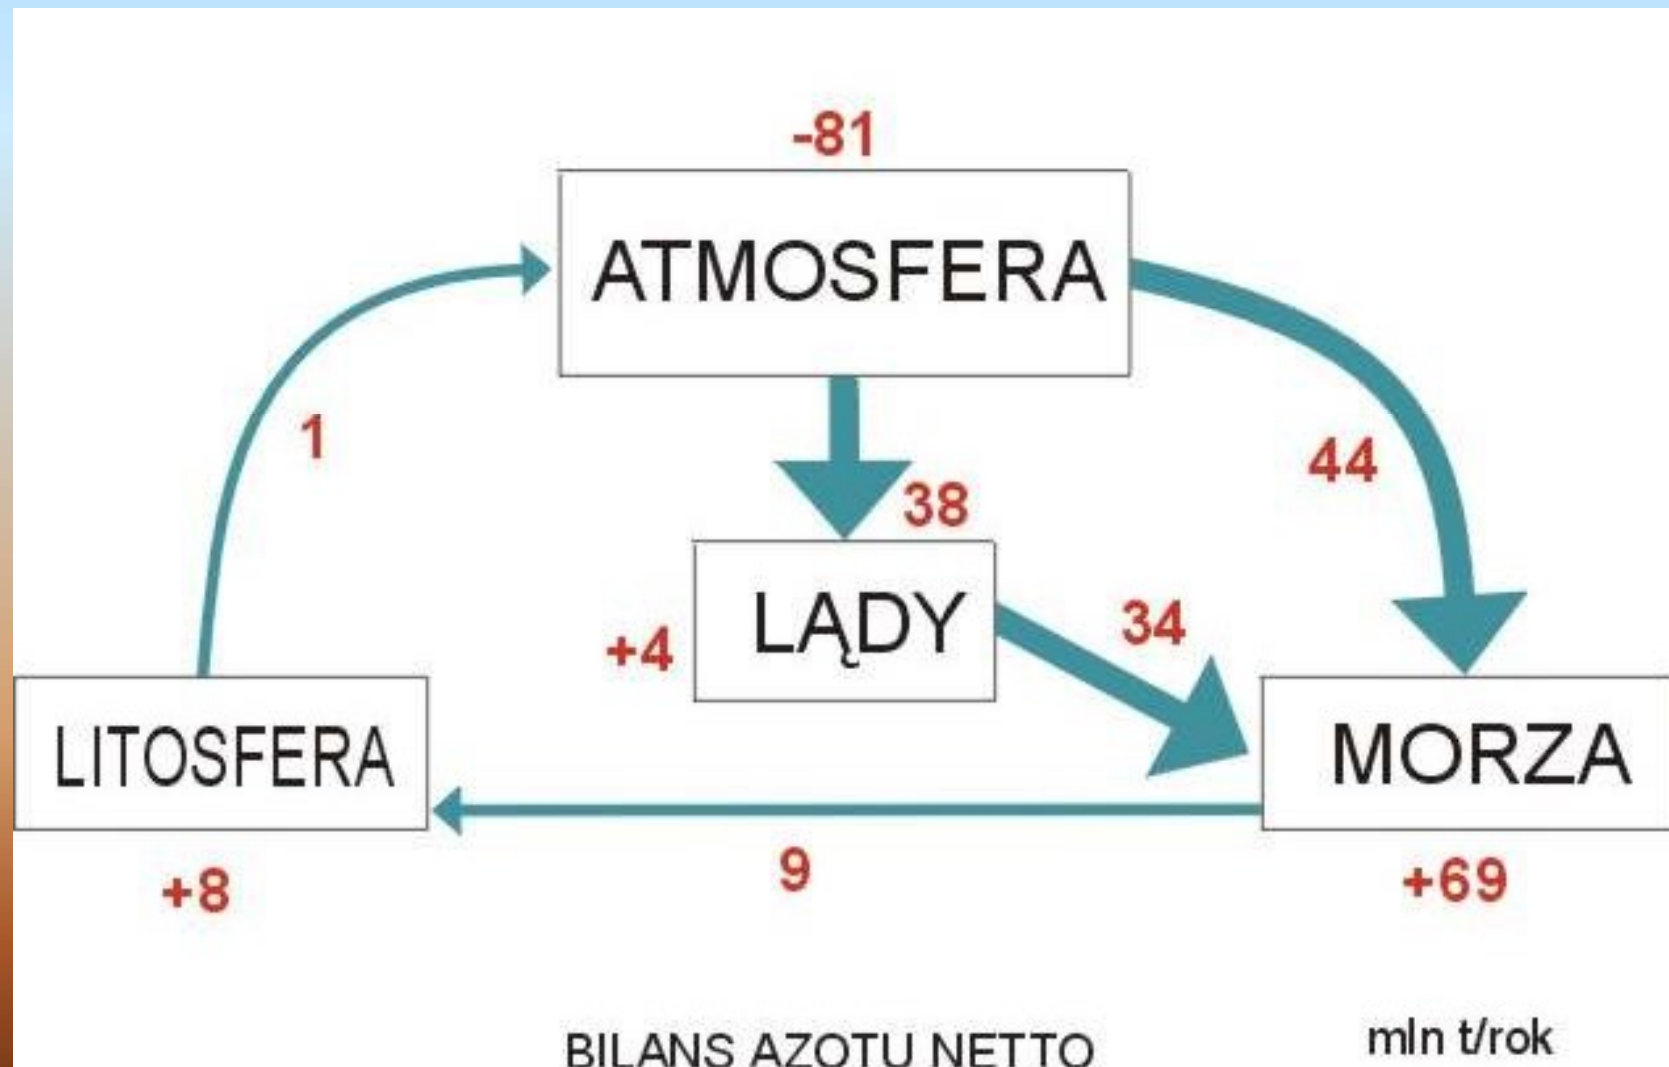 -81
ATMOSFERA
1
44
38
LĄDY
34
+4
LITOSFERA
MORZA
9
+8
+69
BILANS AZOTU NETTO
mln t/rok